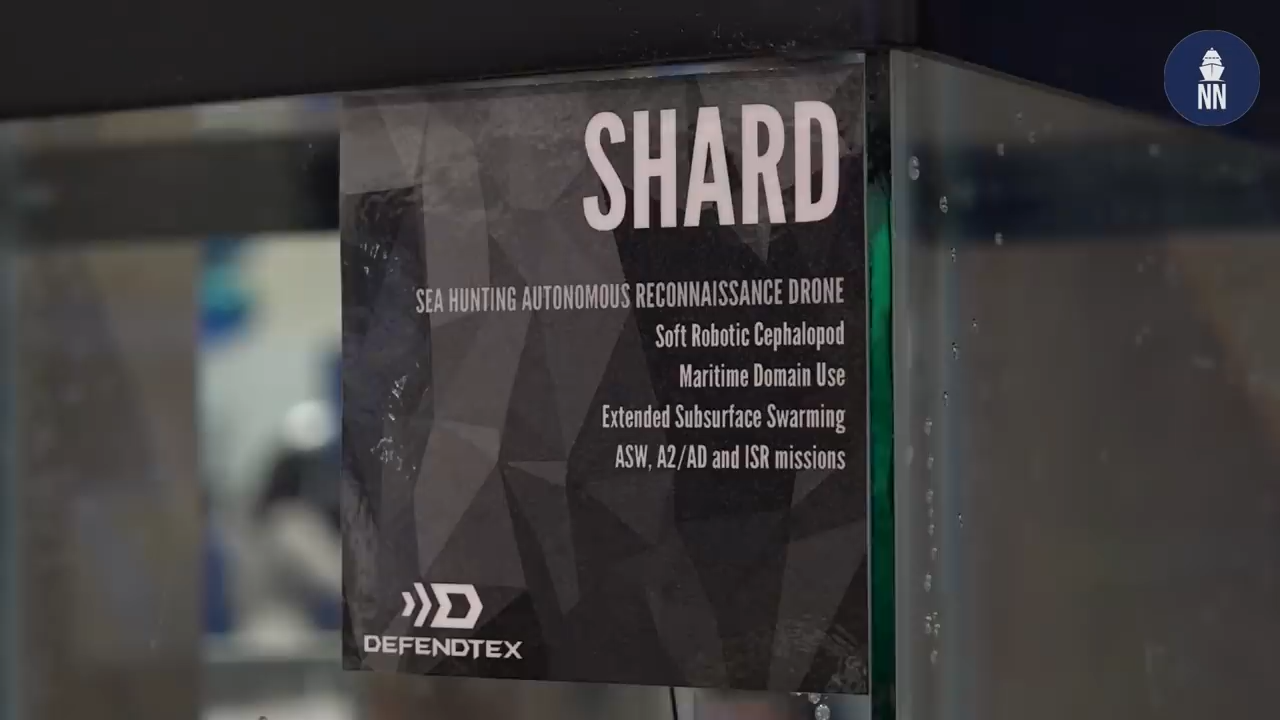 NN
SHARD
SEA HUNTING AUTONOMOUS RECONNAISSANCE DRONE
Soft Robotic Cephalopod
Maritime Domain Use
Extended Subsurface Swarming
ASW, A2/AD and ISR missions
DEFENDTEX